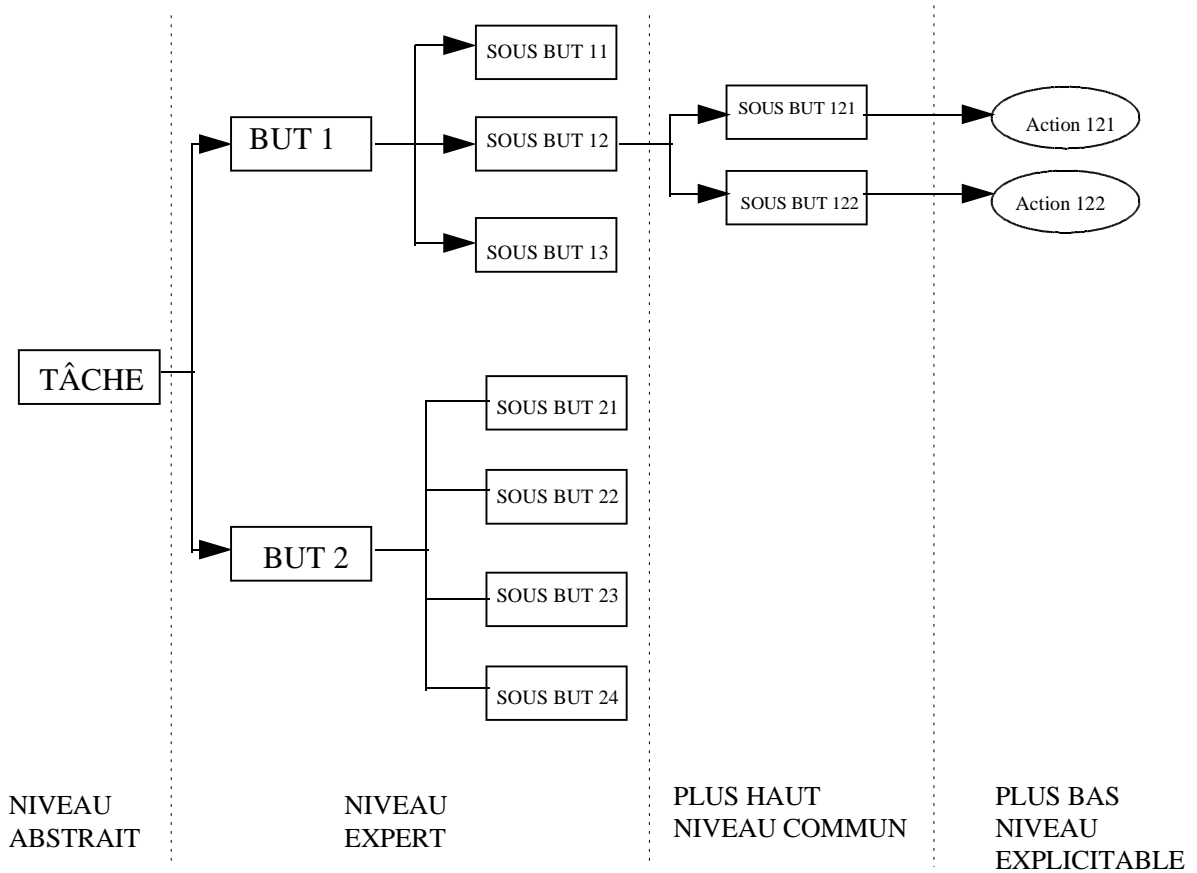 SOUS BUT 11
SOUS BUT 121
Action 121
BUT 1
SOUS BUT 12
SOUS BUT 122
Action 122
SOUS BUT 13
TÂCHE
SOUS BUT 21
SOUS BUT 22
BUT 2
SOUS BUT 23
SOUS BUT 24
NIVEAU
ABSTRAIT
NIVEAU
EXPERT
PLUS HAUT
NIVEAU COMMUN
PLUS BAS
NIVEAU
EXPLICITABLE